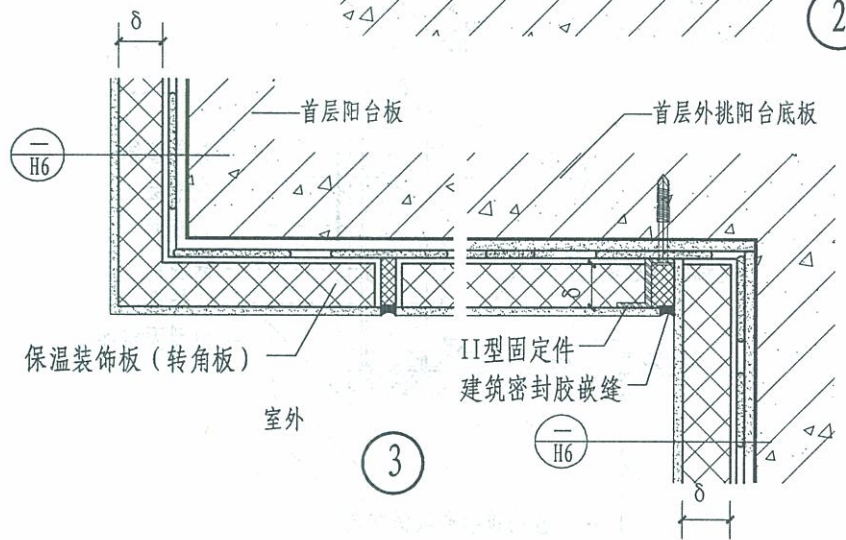 2
δ
首层阳台板
首层外挑阳台底板
—
H6
δ
保温装饰板（转角板）
II型固定件
建筑密封胶嵌缝
室外
3
—
H6
δ